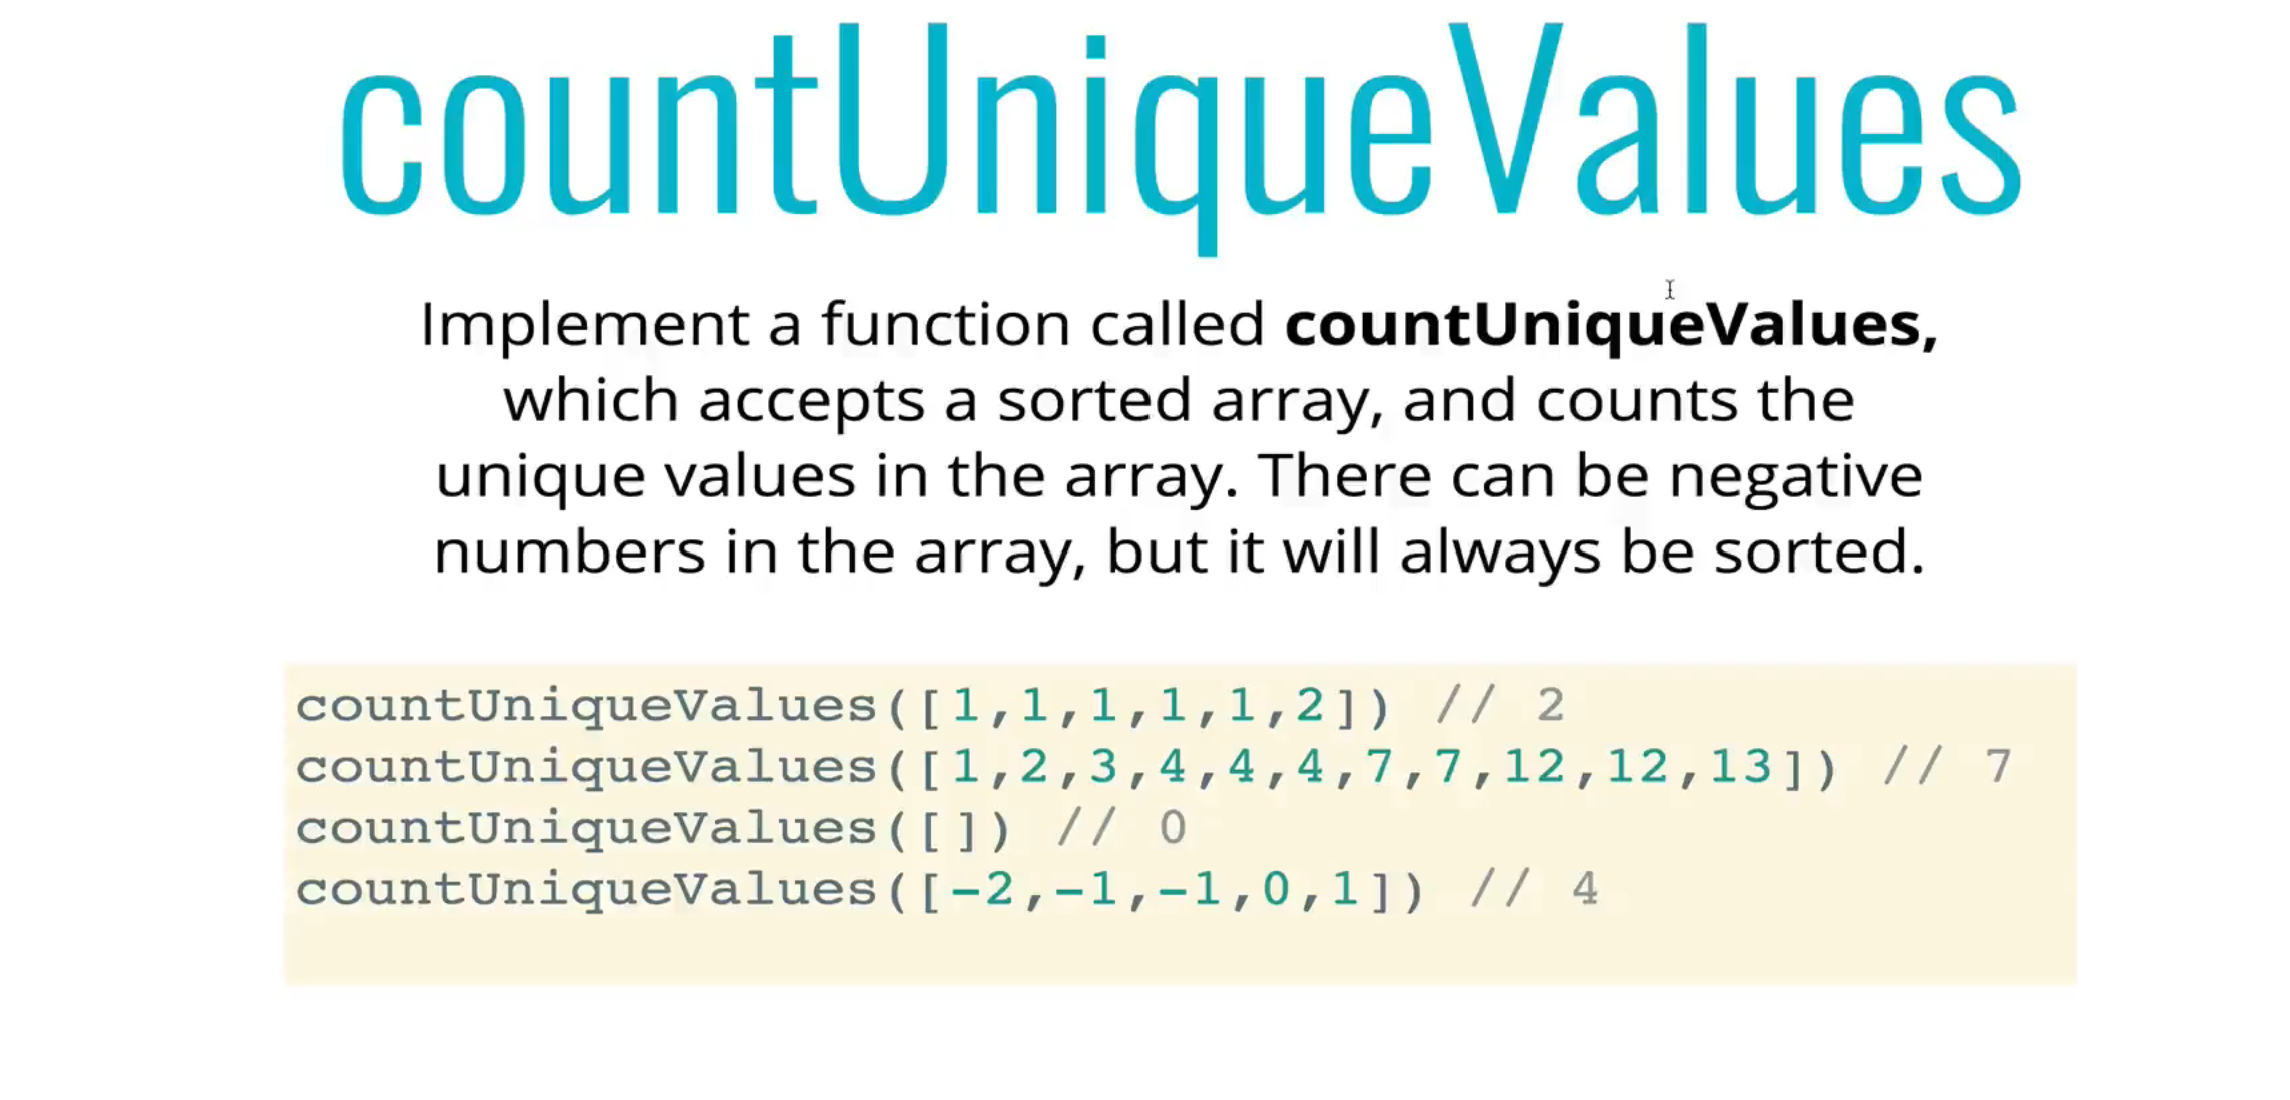 countUniqueValues
Implement a function called countUniqueValues,
which accepts a sorted array, and counts the
unique values in the array. There can be negative
numbers in the array, but it will always be sorted.
countUniqueValues([1,1,1,1,1,2]) // 2
countUniqueValues([1,2,3,4,4,4,7,7,12,12,13]) // 7
countUniqueValues([]) // 0
countUniqueValues([-2,-1,-1,0,1]) // 4